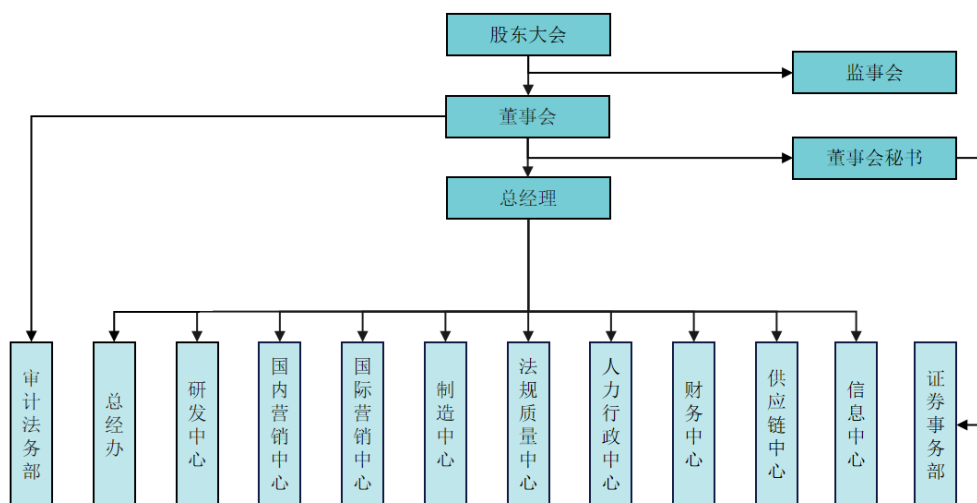 股东大会
监事会
董事会
董事会秘书
总经理
审计法务部
总经办
研发中心
国内营销中心
国际营销中心
制造中心
法规质量中心
人力行政中心
财务中心
供应链中心
信息中心
证券事务部